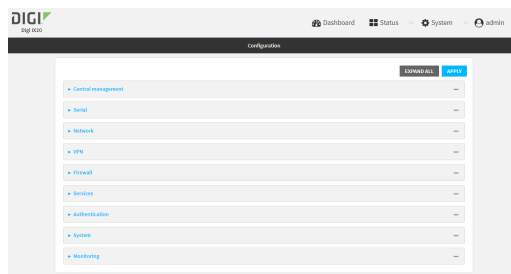 DIGI
Digi IX20
Dashboard Status System admin
Configuration
EXPAND ALL APPLY
Central management
Serial
Network
VPN
Firewall
Services
Authentication
System
Monitoring